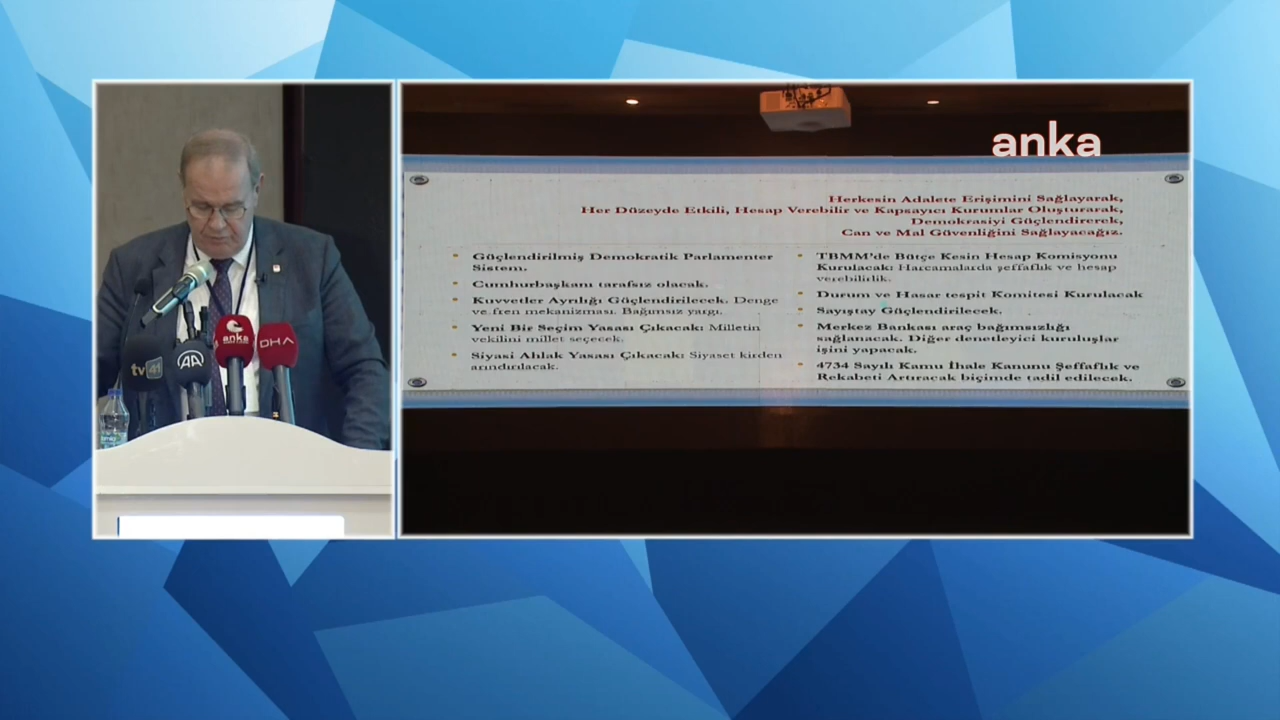 anka
Herkesin Adalete Erişimini Sağlayarak,
Her Düzeyde Etkili, Hesap Verebilir ve Kapsayıcı Kurumlar Oluşturarak,
Demokrasiyi Güçlendirerek,
Can ve Mal Güvenliğini Sağlayacağız.
Güçlendirilmiş Demokratik Parlamenter
Sistem.
Cumhurbaşkanı tarafsız olacak.
Kuvvetler Ayrılığı Güçlendirilecek. Denge
ve fren mekanizması. Bağımsız yargı.
Yeni Bir Seçim Yasası Çıkacak: Milletin
vekilini millet seçecek.
Siyasi Ahlak Yasası Çıkacak: Siyaset kirden
arındırılacak.
TBMM'de Bütçe Kesin Hesap Komisyonu
Kurulacak: Harcamalarda şeffaflık ve hesap
verebilirlik.
Durum ve Hasar tespit Komitesi Kurulacak
Sayıştay Güçlendirilecek.
Merkez Bankası araç bağımsızlığı
sağlanacak. Diğer denetleyici kuruluşlar
işini yapacak.
4734 Sayılı Kamu İhale Kanunu Şeffaflık ve
Rekabeti Artıracak biçimde tadil edilecek.
tv41
AA
anka
DHA